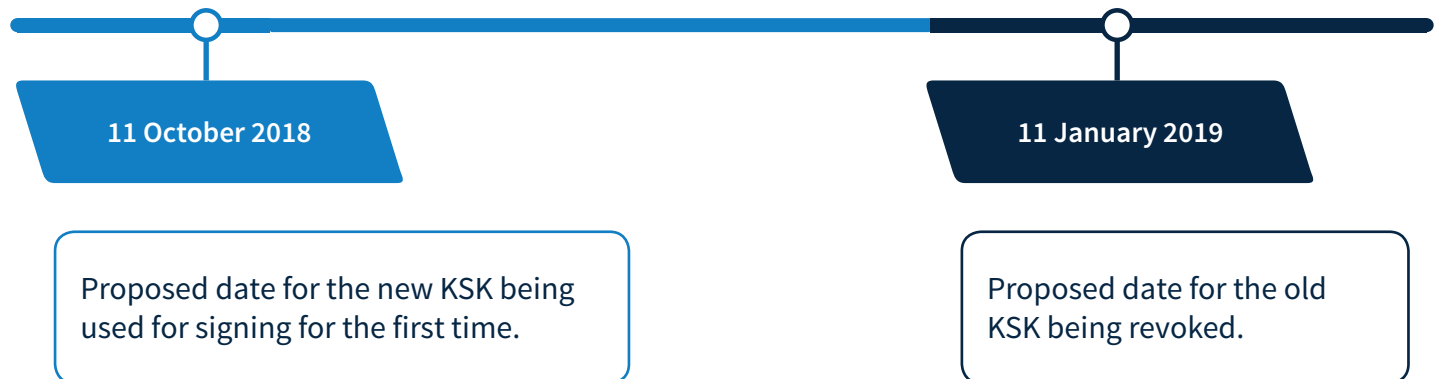 11 October 2018
11 January 2019
Proposed date for the new KSK being
used for signing for the first time.
Proposed date for the old
KSK being revoked.